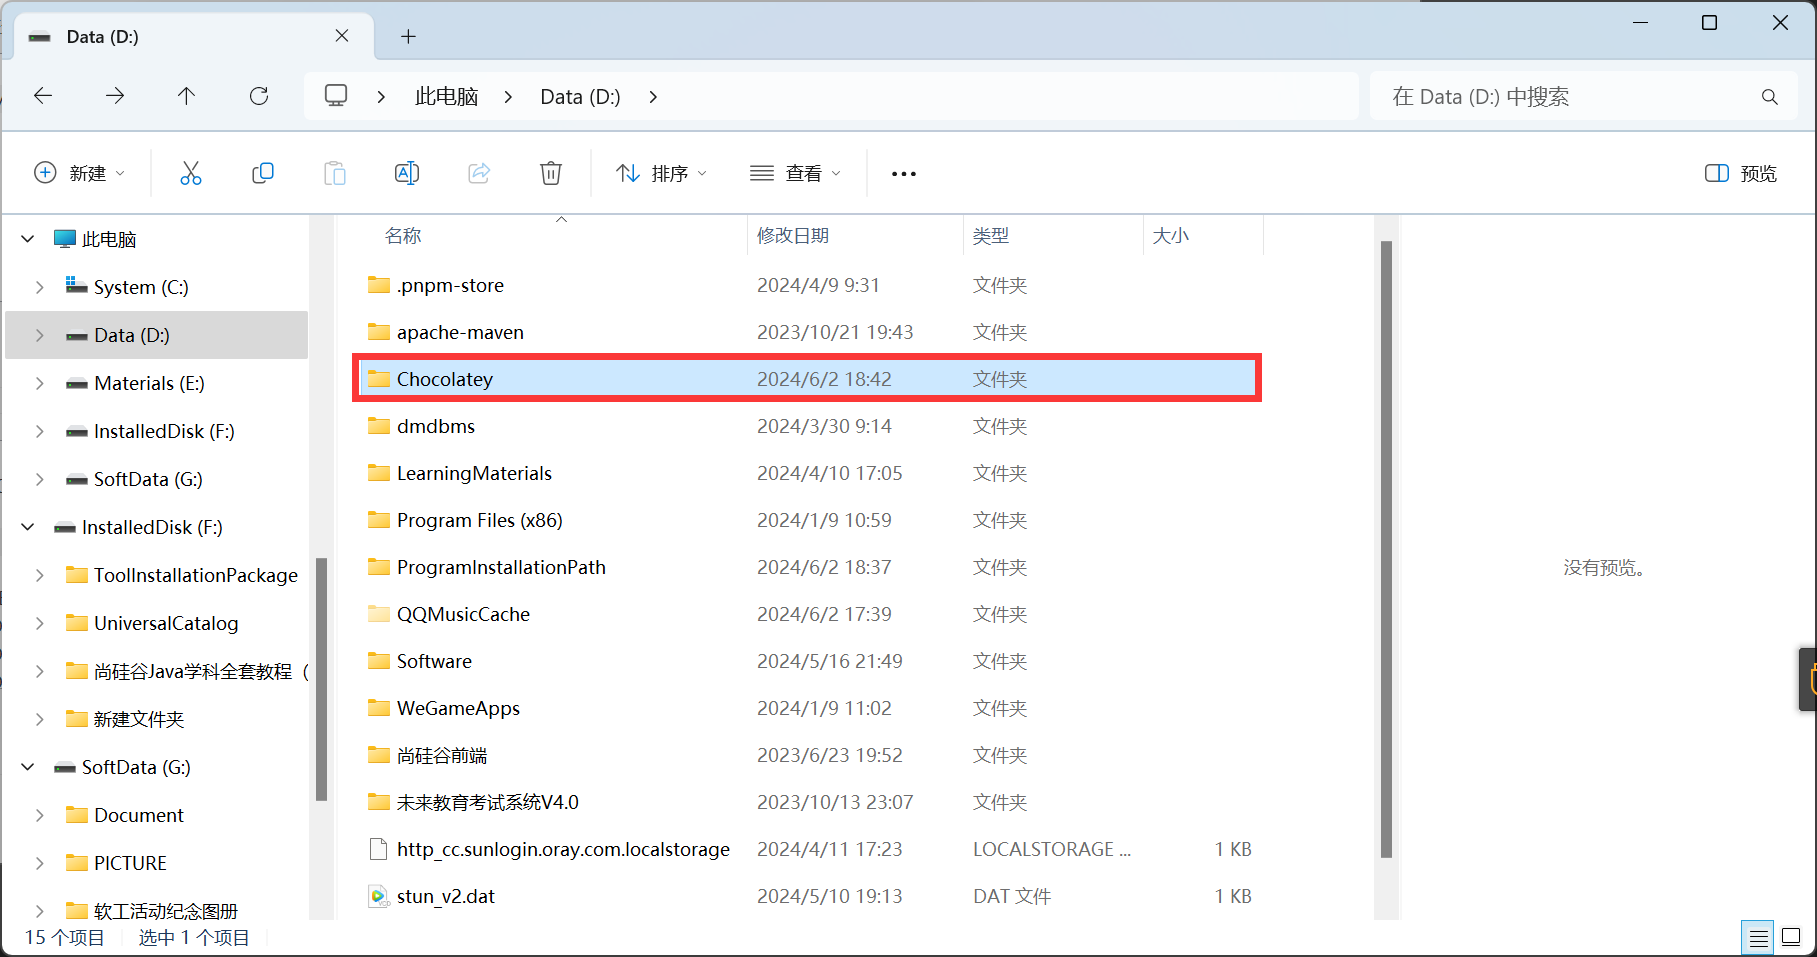 Data (D:)
此电脑 Data (D:)
在 Data (D:) 中搜索
新建 排序 查看 预览
此电脑
System (C:)
Data (D:)
Materials (E:)
InstalledDisk (F:)
SoftData (G:)
InstalledDisk (F:)
ToolInstallationPackage
UniversalCatalog
尚硅谷Java学科全套教程（
新建文件夹
SoftData (G:)
Document
PICTURE
软工活动纪念图册
名称 修改日期 类型 大小
.pnpm-store 2024/4/9 9:31 文件夹
apache-maven 2023/10/21 19:43 文件夹
Chocolatey 2024/6/2 18:42 文件夹
dmdbms 2024/3/30 9:14 文件夹
LearningMaterials 2024/4/10 17:05 文件夹
Program Files (x86) 2024/1/9 10:59 文件夹
ProgramInstallationPath 2024/6/2 18:37 文件夹
QQMusicCache 2024/6/2 17:39 文件夹
Software 2024/5/16 21:49 文件夹
WeGameApps 2024/1/9 11:02 文件夹
尚硅谷前端 2023/6/23 19:52 文件夹
未来教育考试系统V4.0 2023/10/13 23:07 文件夹
http_cc.sunlogin.oray.com.localstorage 2024/4/11 17:23 LOCALSTORAGE ... 1 KB
stun_v2.dat 2024/5/10 19:13 DAT 文件 1 KB
没有预览。
15 个项目 选中 1 个项目